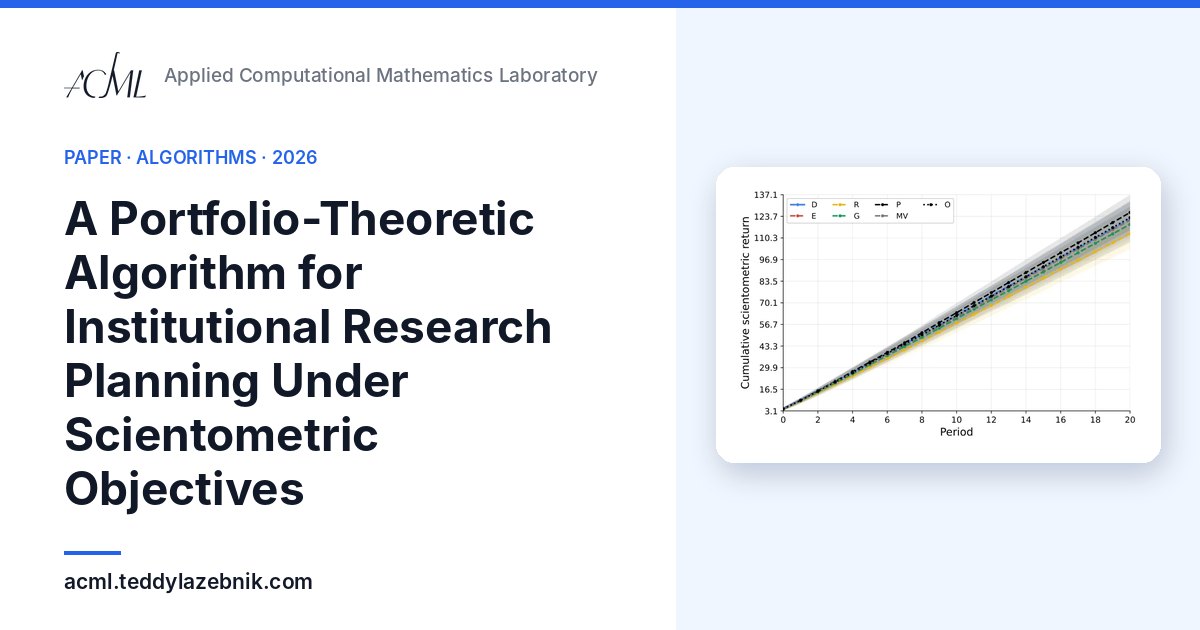 ACML
Applied Computational Mathematics Laboratory
PAPER · ALGORITHMS · 2026
A Portfolio-Theoretic
Algorithm for
Institutional Research
Planning Under
Scientometric
Objectives
acml.teddylazebnik.com
137.1
123.7
110.3
96.9
83.5
70.1
56.7
43.3
29.9
16.5
3.1
Cumulative scientometric return
D R P O
E G MV
0 2 4 6 8 10 12 14 16 18 20
Period